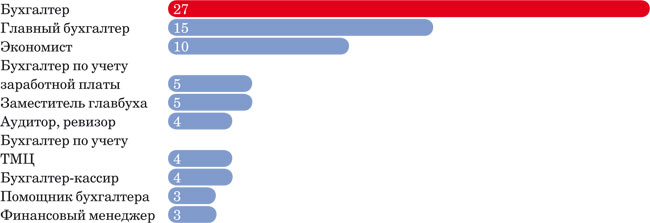 Бухгалтер 27
Главный бухгалтер 15
Экономист 10
Бухгалтер по учету
заработной платы 5
Заместитель главбуха 5
Аудитор, ревизор 4
Бухгалтер по учету
ТМЦ 4
Бухгалтер-кассир 4
Помощник бухгалтера 3
Финансовый менеджер 3